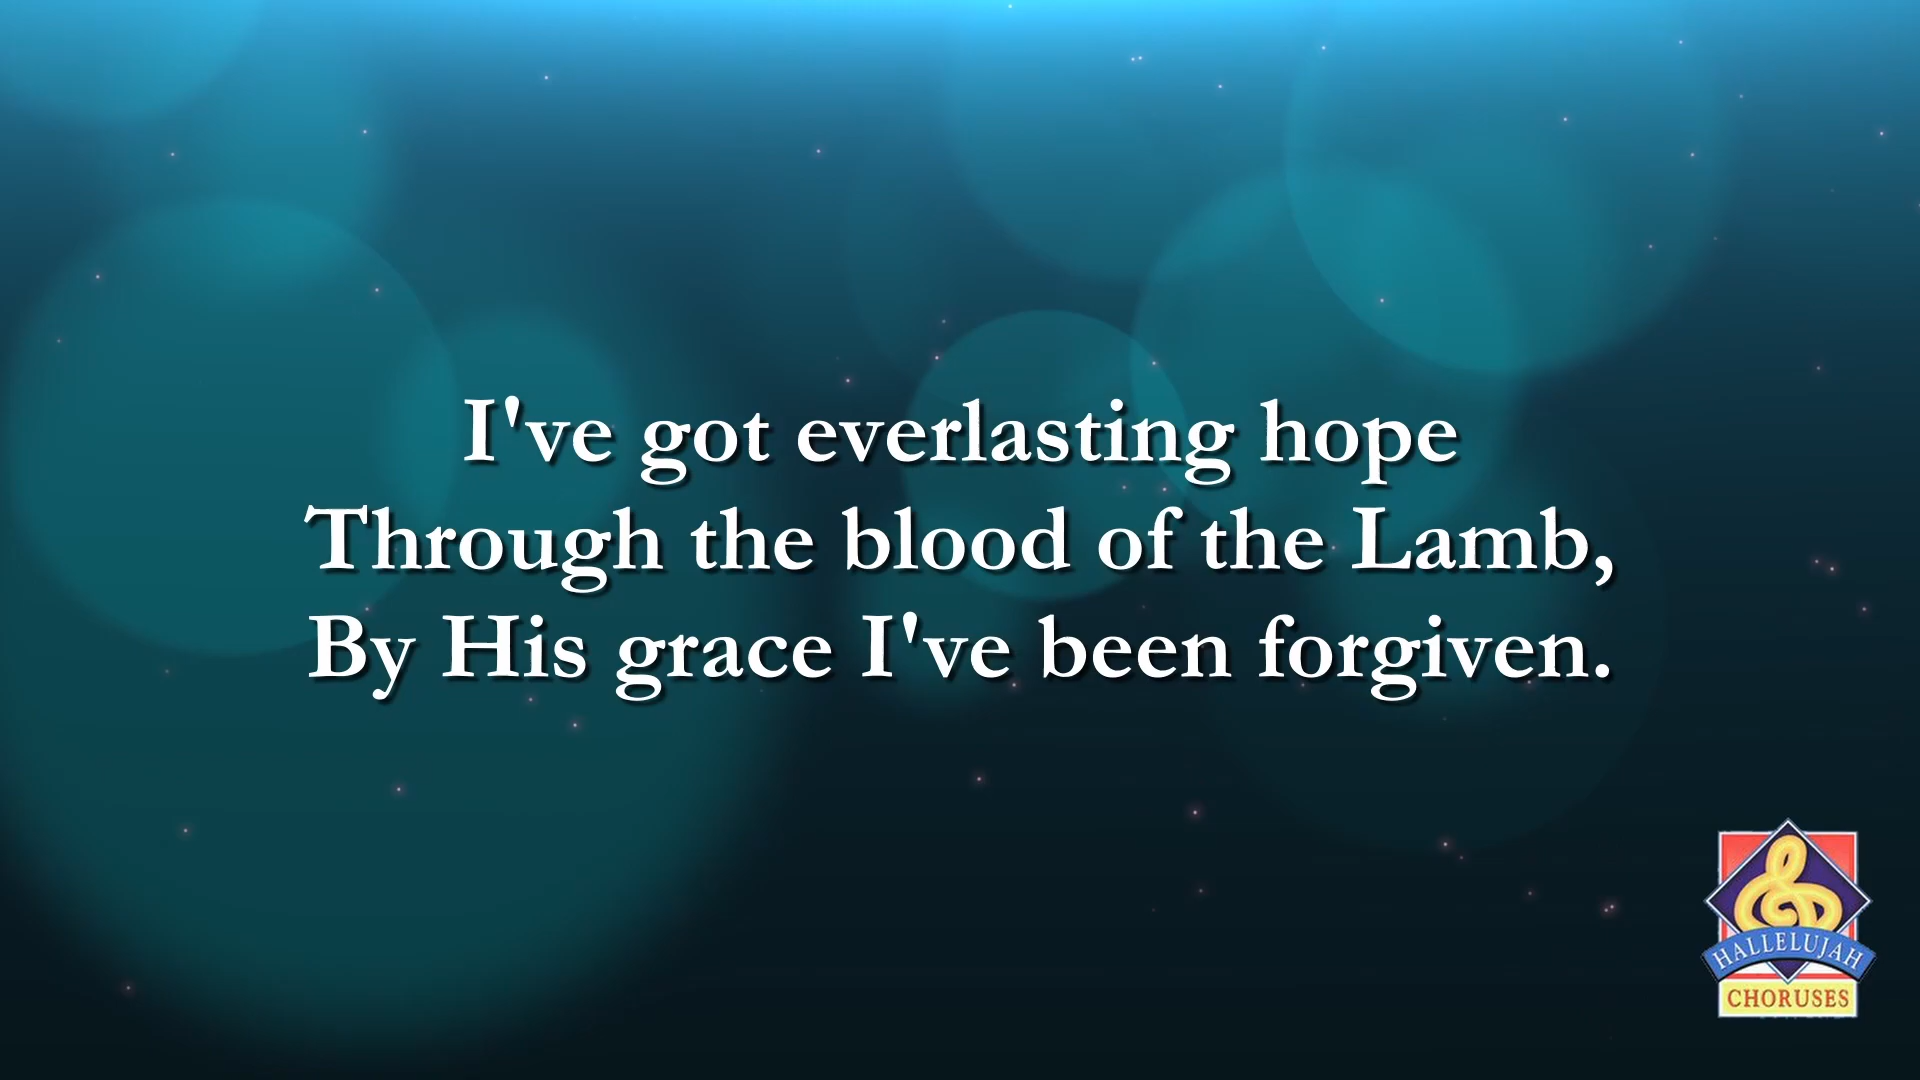 I've got everlasting hope
Through the blood of the Lamb,
By His grace I've been forgiven.
HALLELUJAH
CHORUSES